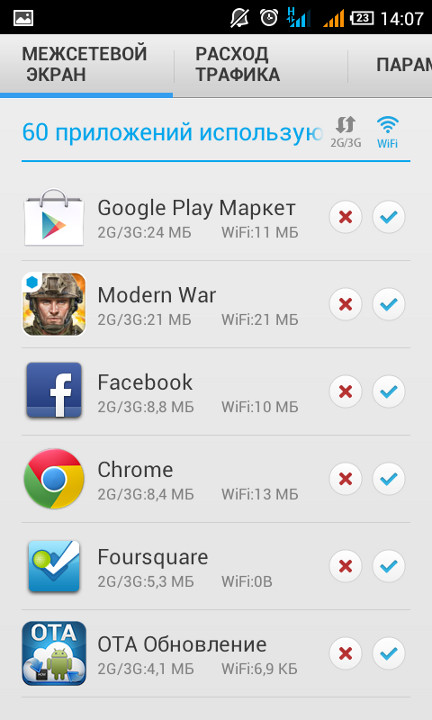 H
23
14:07
МЕЖСЕТЕВОЙ
ЭКРАН
РАСХОД
ТРАФИКА
ПАРАМ
60 приложений использую
2G/3G
WiFi
Google Play Маркет
2G/3G:24 МБ WiFi:11 МБ
Modern War
2G/3G:21 МБ WiFi:21 МБ
Facebook
2G/3G:8,8 МБ WiFi:10 МБ
Chrome
2G/3G:8,4 МБ WiFi:13 МБ
Foursquare
2G/3G:5,3 МБ WiFi:0B
OTA
OTA Обновление
2G/3G:4,1 МБ WiFi:6,9 КБ